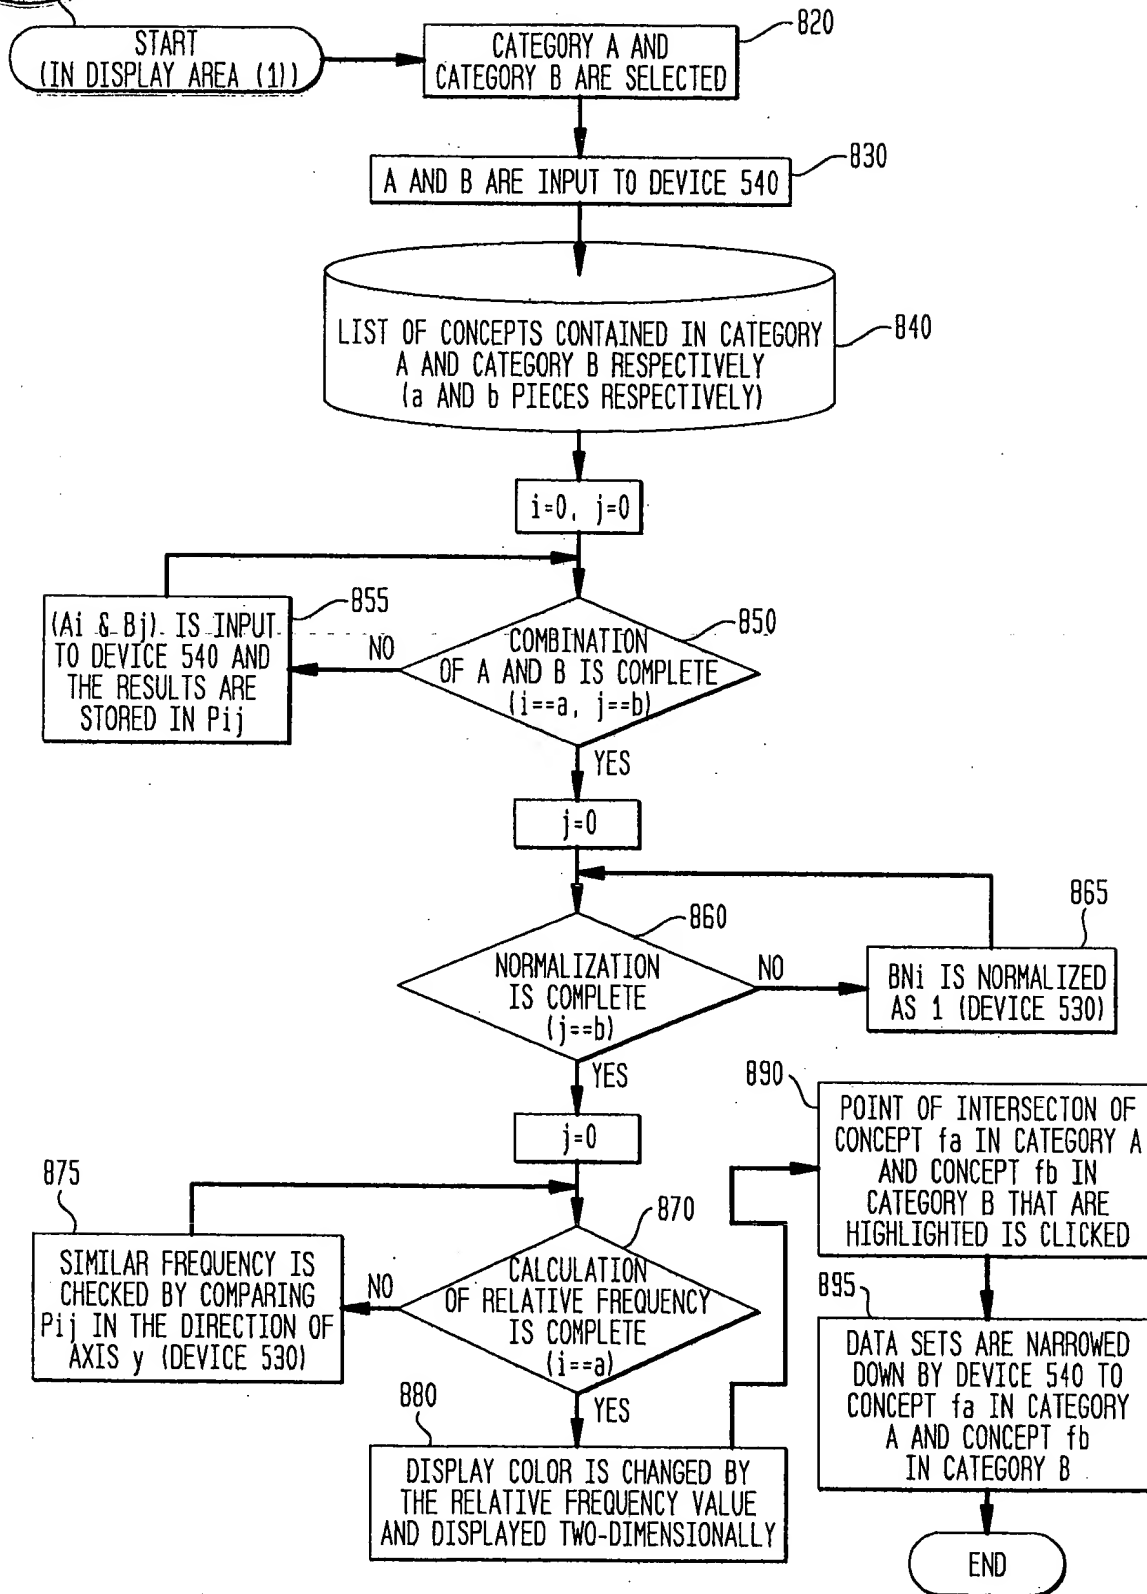 START
(IN DISPLAY AREA (1))
CATEGORY A AND
CATEGORY B ARE SELECTED
820
A AND B ARE INPUT TO DEVICE 540
830
LIST OF CONCEPTS CONTAINED IN CATEGORY
A AND CATEGORY B RESPECTIVELY
(a AND b PIECES RESPECTIVELY)
840
i=0, j=0
855
(Ai & Bj) IS INPUT
TO DEVICE 540 AND
THE RESULTS ARE
STORED IN Pij
NO
COMBINATION
OF A AND B IS COMPLETE
(i==a, j==b)
850
YES
j=0
860
NORMALIZATION
IS COMPLETE
(j==b)
NO
865
BNi IS NORMALIZED
AS 1 (DEVICE 530)
YES
j=0
875
SIMILAR FREQUENCY IS
CHECKED BY COMPARING
Pij IN THE DIRECTION OF
AXIS y (DEVICE 530)
NO
870
CALCULATION
OF RELATIVE FREQUENCY
IS COMPLETE
(i==a)
YES
880
DISPLAY COLOR IS CHANGED BY
THE RELATIVE FREQUENCY VALUE
AND DISPLAYED TWO-DIMENSIONALLY
890
POINT OF INTERSECTON OF
CONCEPT fa IN CATEGORY A
AND CONCEPT fb IN
CATEGORY B THAT ARE
HIGHLIGHTED IS CLICKED
895
DATA SETS ARE NARROWED
DOWN BY DEVICE 540 TO
CONCEPT fa IN CATEGORY
A AND CONCEPT fb
IN CATEGORY B
END